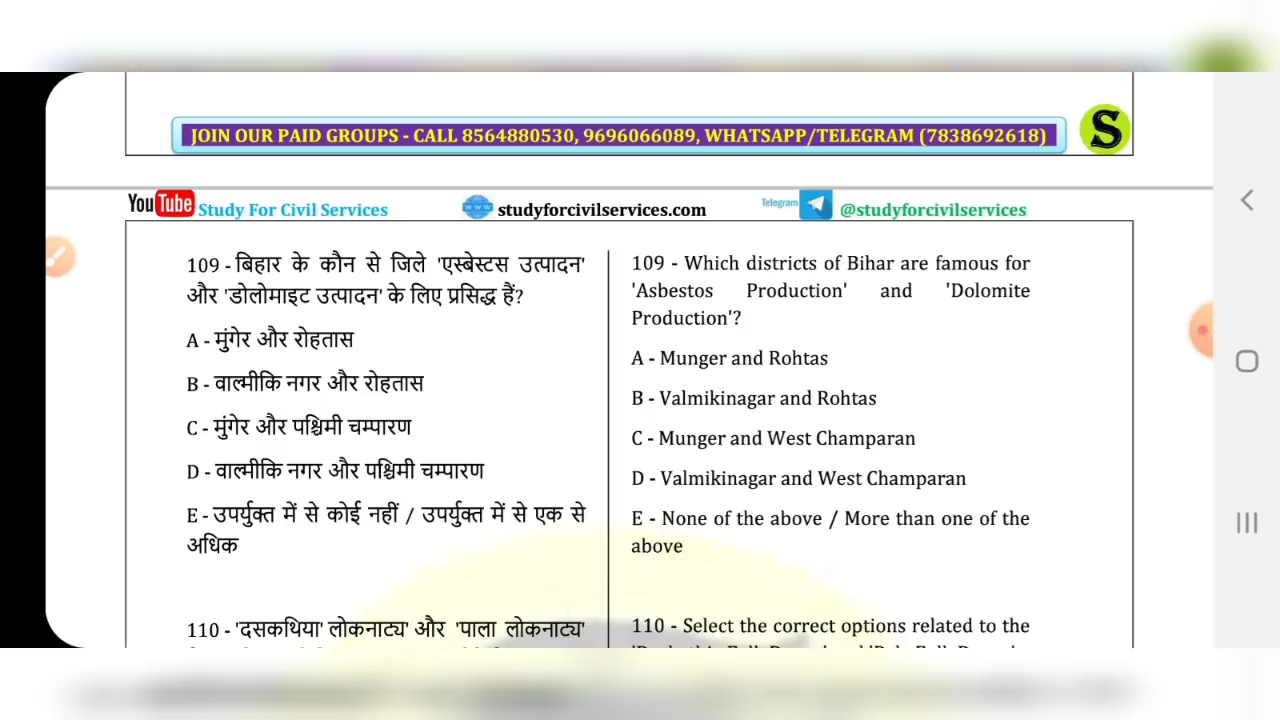 JOIN OUR PAID GROUPS - CALL 8564880530, 9696066089, WHATSAPP/TELEGRAM (7838692618)
S
YouTube Study For Civil Services
WWW studyforcivilservices.com
Telegram @studyforcivilservices
109 - बिहार के कौन से जिले 'एस्बेस्टस उत्पादन'
और 'डोलोमाइट उत्पादन' के लिए प्रसिद्ध हैं?
A - मुंगेर और रोहतास
B - वाल्मीकि नगर और रोहतास
C - मुंगेर और पश्चिमी चम्पारण
D - वाल्मीकि नगर और पश्चिमी चम्पारण
E - उपर्युक्त में से कोई नहीं / उपर्युक्त में से एक से
अधिक
110 - 'दसकथिया' लोकनाट्य' और 'पाला लोकनाट्य'
109 - Which districts of Bihar are famous for
'Asbestos Production' and 'Dolomite
Production'?
A - Munger and Rohtas
B - Valmikinagar and Rohtas
C - Munger and West Champaran
D - Valmikinagar and West Champaran
E - None of the above / More than one of the
above
110 - Select the correct options related to the